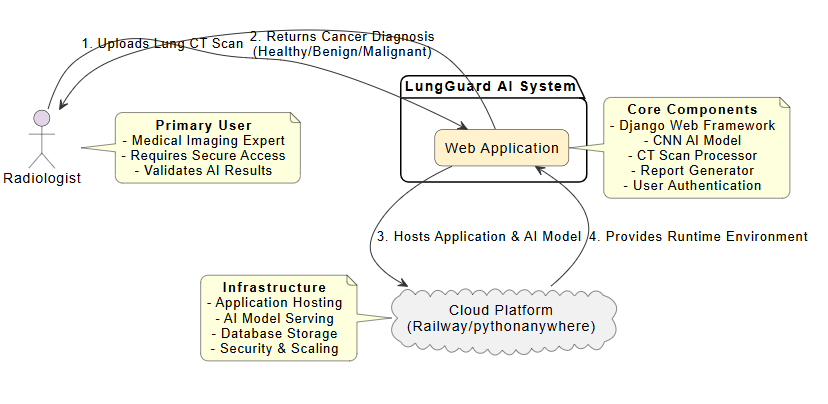 1. Uploads Lung CT Scan
2. Returns Cancer Diagnosis
(Healthy/Benign/Malignant)
LungGuard AI System
Web Application
Core Components
- Django Web Framework
- CNN AI Model
- CT Scan Processor
- Report Generator
- User Authentication
Primary User
- Medical Imaging Expert
- Requires Secure Access
- Validates AI Results
Radiologist
3. Hosts Application & AI Model
4. Provides Runtime Environment
Infrastructure
- Application Hosting
- AI Model Serving
- Database Storage
- Security & Scaling
Cloud Platform
(Railway/pythonanywhere)